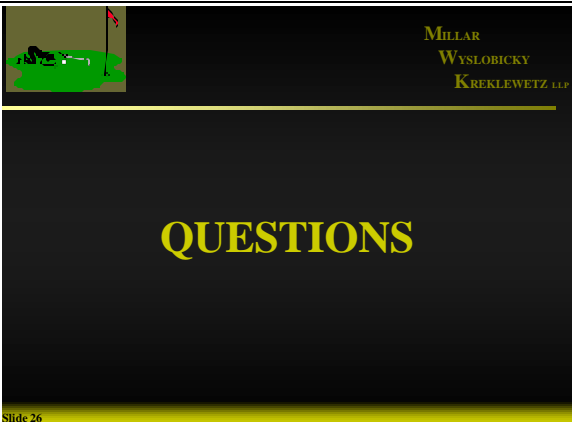 MILLAR
WYSLOBICKY
KREKLEWETZ LLP
QUESTIONS
Slide 26